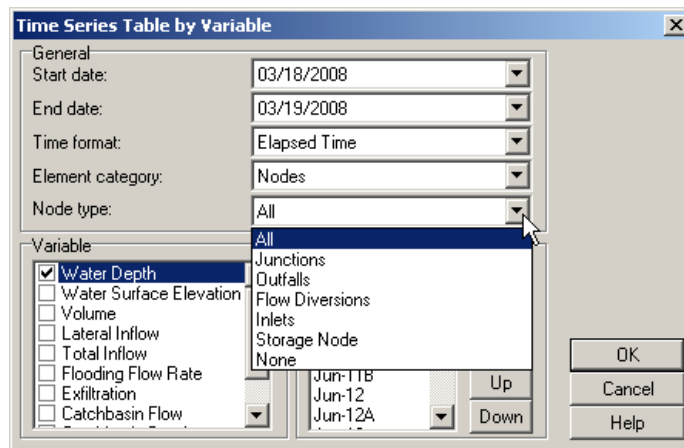 Time Series Table by Variable
General
Start date: 03/18/2008
End date: 03/19/2008
Time format: Elapsed Time
Element category: Nodes
Node type: All
All
Junctions
Outfalls
Flow Diversions
Inlets
Storage Node
None
Variable
Water Depth
Water Surface Elevation
Volume
Lateral Inflow
Total Inflow
Flooding Flow Rate
Exfiltration
Catchbasin Flow
Jun-11B
Jun-12
Jun-12A
Up
Down
OK
Cancel
Help